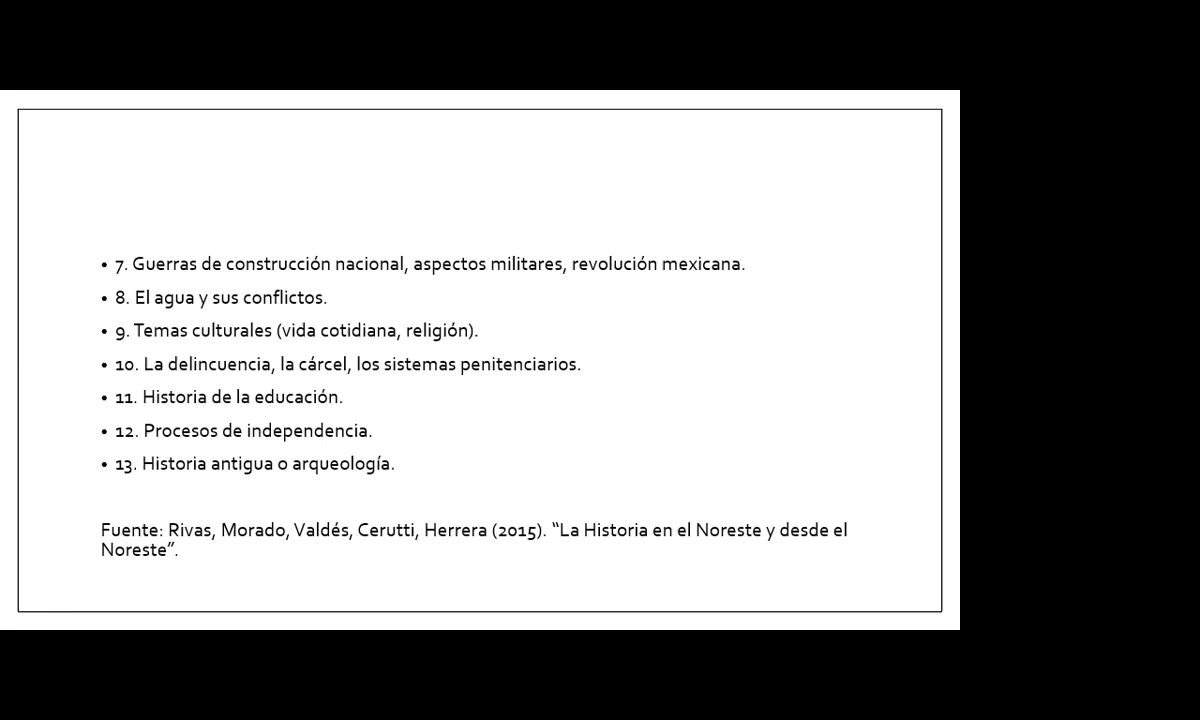 • 7. Guerras de construcción nacional, aspectos militares, revolución mexicana.
• 8. El agua y sus conflictos.
• 9. Temas culturales (vida cotidiana, religión).
• 10. La delincuencia, la cárcel, los sistemas penitenciarios.
• 11. Historia de la educación.
• 12. Procesos de independencia.
• 13. Historia antigua o arqueología.
Fuente: Rivas, Morado, Valdés, Cerutti, Herrera (2015). “La Historia en el Noreste y desde el
Noreste”.